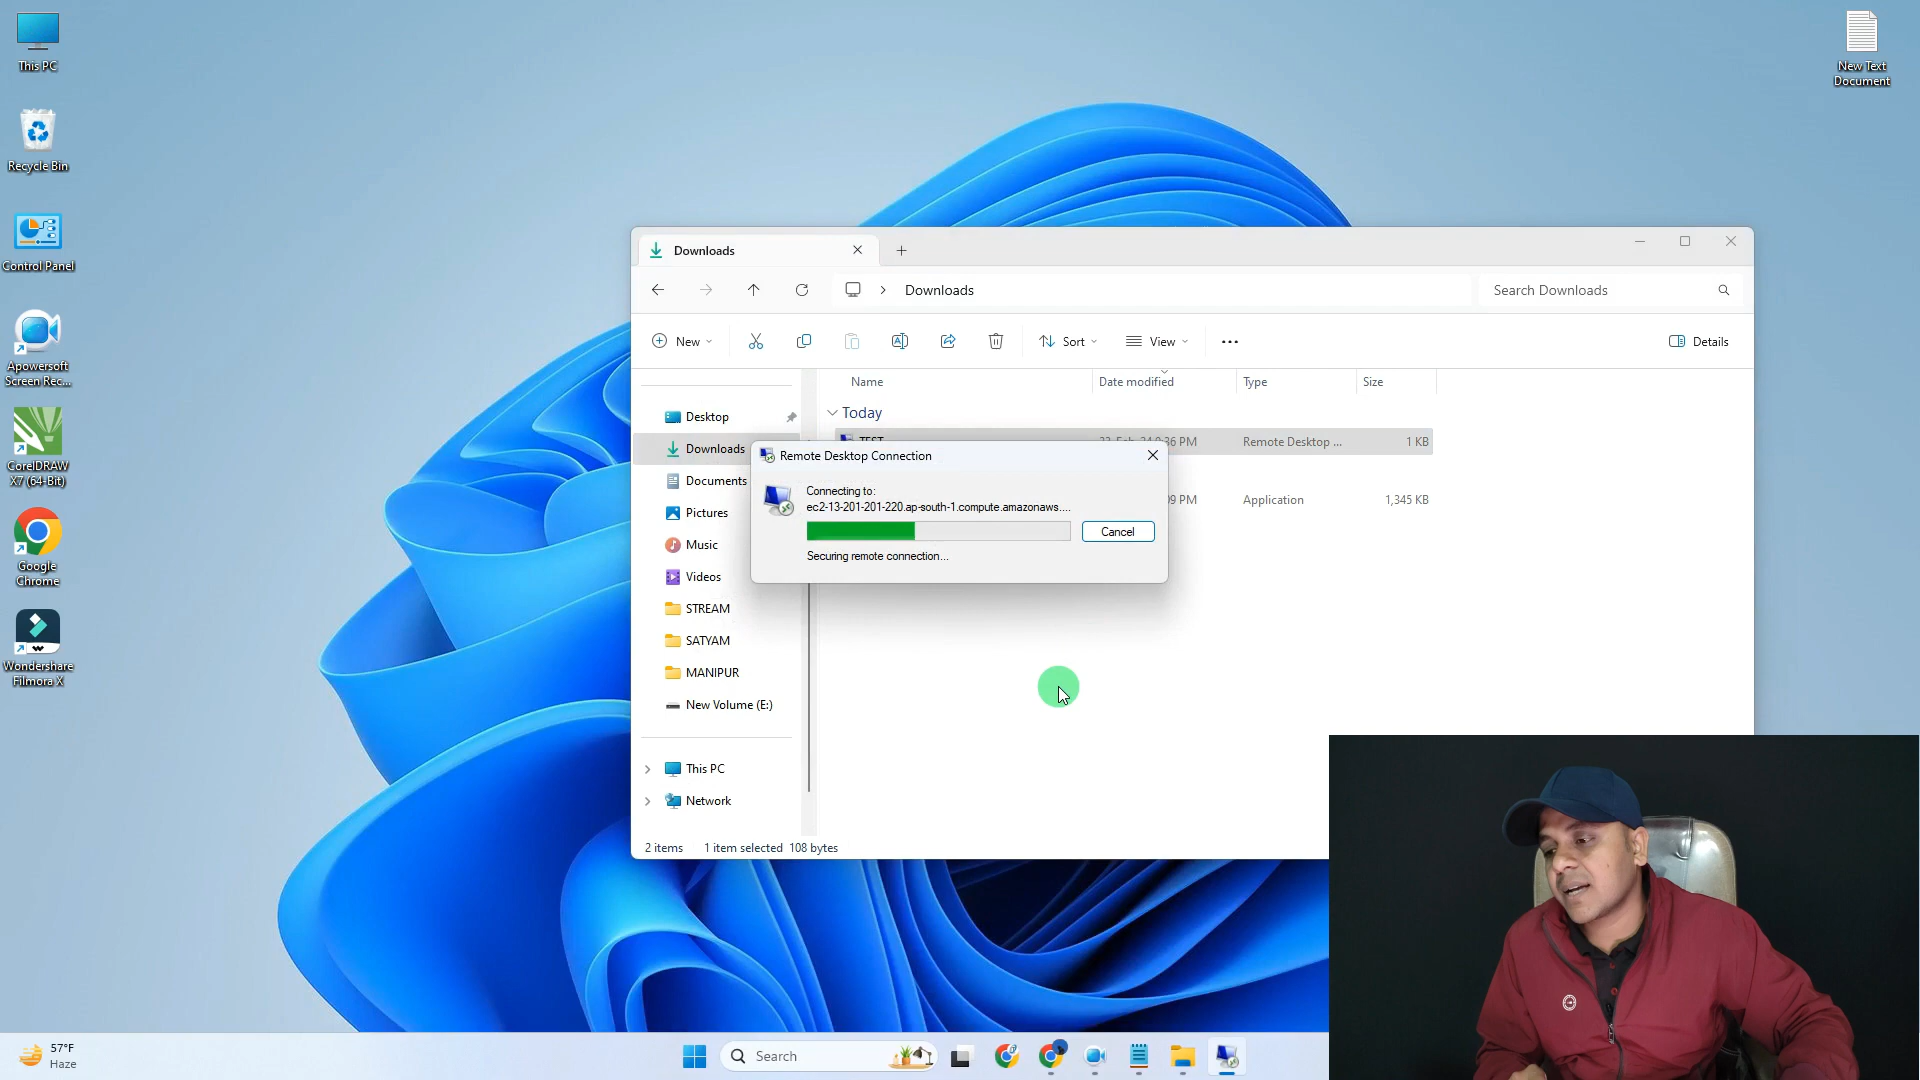 This PC
Recycle Bin
Control Panel
Apowersoft
Screen Rec...
CorelDRAW
X7 (64-Bit)
Google
Chrome
Wondershare
Filmora X
New Text
Document
Downloads
Downloads
Search Downloads
New
Sort
View
Details
Name
Date modified
Type
Size
Today
TEST
36 PM
Remote Desktop ...
1 KB
PM
Application
1,345 KB
Desktop
Downloads
Documents
Pictures
Music
Videos
STREAM
SATYAM
MANIPUR
New Volume (E:)
This PC
Network
2 items
1 item selected
108 bytes
Remote Desktop Connection
Connecting to:
ec2-13-201-201-220.ap-south-1.compute.amazonaws....
Cancel
Securing remote connection...
57°F
Haze
Search